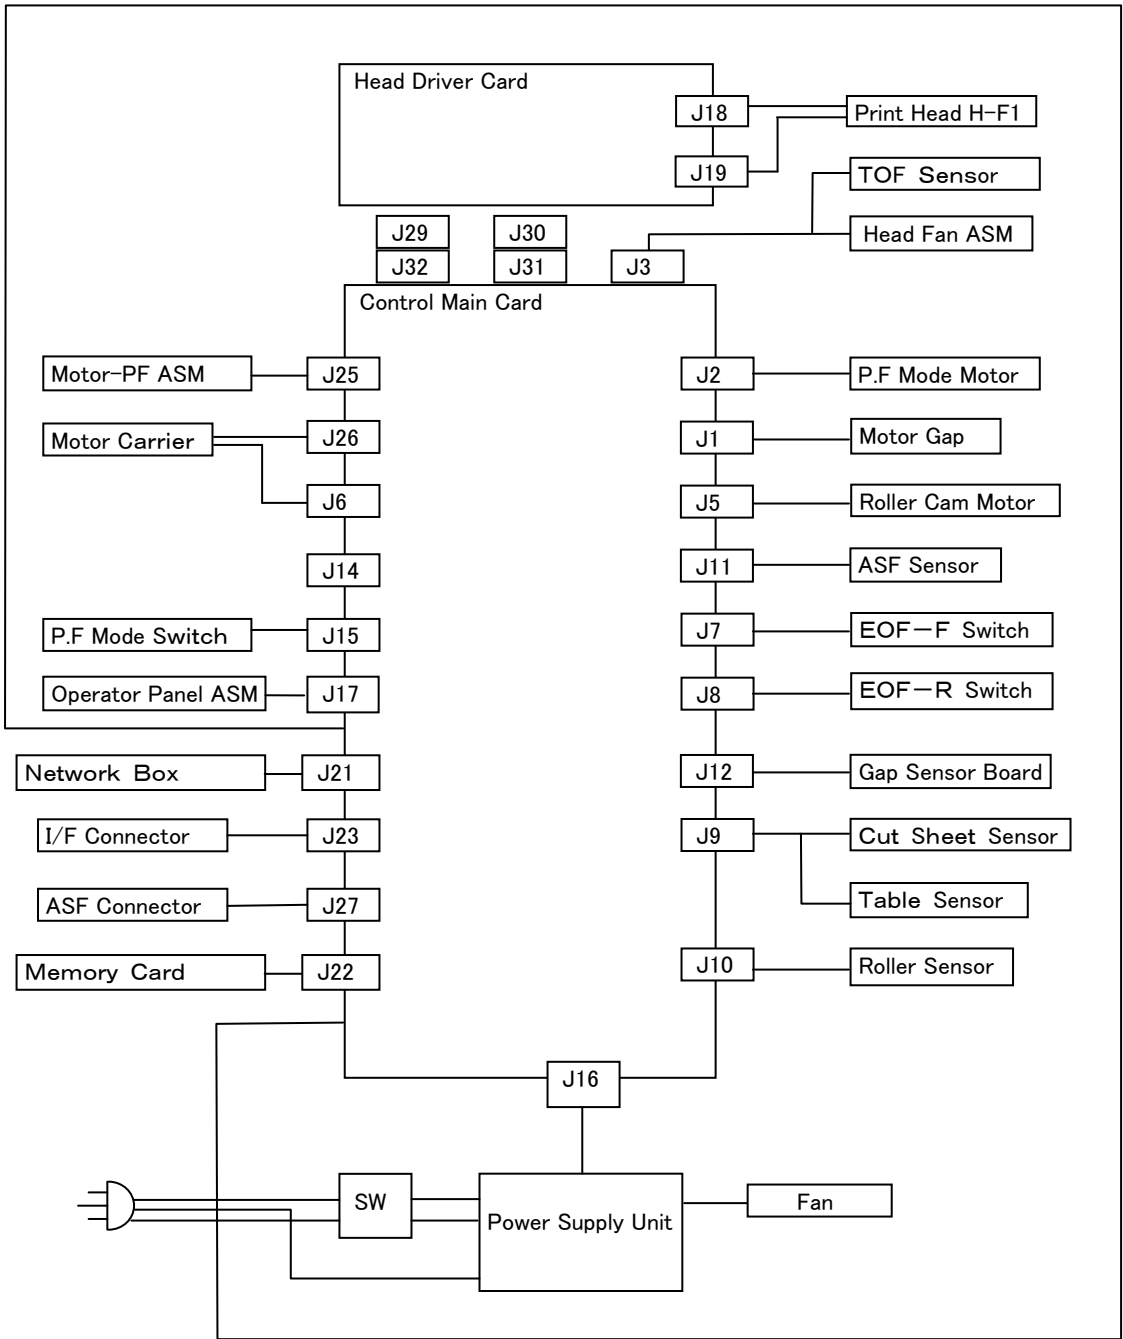 Head Driver Card
J18
Print Head H-F1
J19
TOF Sensor
J29
J30
Head Fan ASM
J32
J31
J3
Control Main Card
Motor-PF ASM
J25
J2
P.F Mode Motor
Motor Carrier
J26
J1
Motor Gap
J6
J5
Roller Cam Motor
J14
J11
ASF Sensor
P.F Mode Switch
J15
J7
EOF-F Switch
Operator Panel ASM
J17
J8
EOF-R Switch
Network Box
J21
J12
Gap Sensor Board
I/F Connector
J23
J9
Cut Sheet Sensor
ASF Connector
J27
Table Sensor
Memory Card
J22
J10
Roller Sensor
J16
SW
Power Supply Unit
Fan